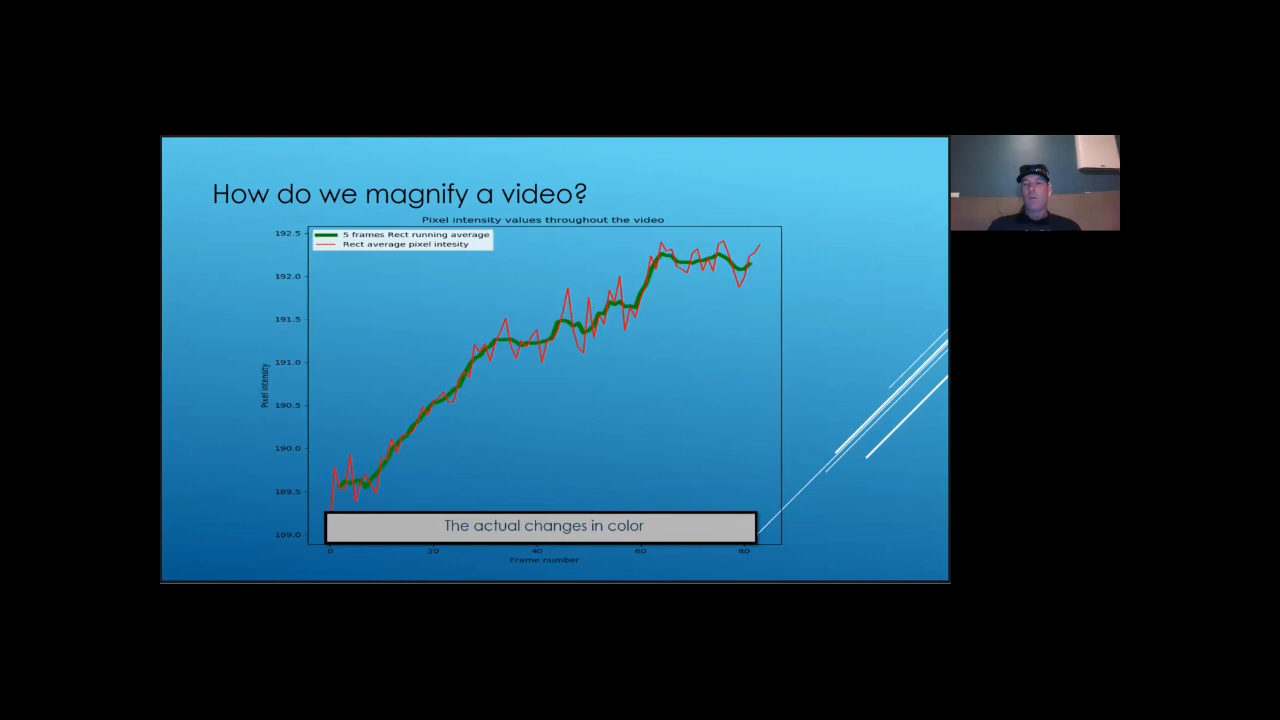 How do we magnify a video?
Pixel intensity values throughout the video
5 frames Rect running average
Rect average pixel intesity
192.5
192.0
191.5
191.0
190.5
190.0
189.5
189.0
Pixel intensity
The actual changes in color
0 20 40 60 80
Frame number